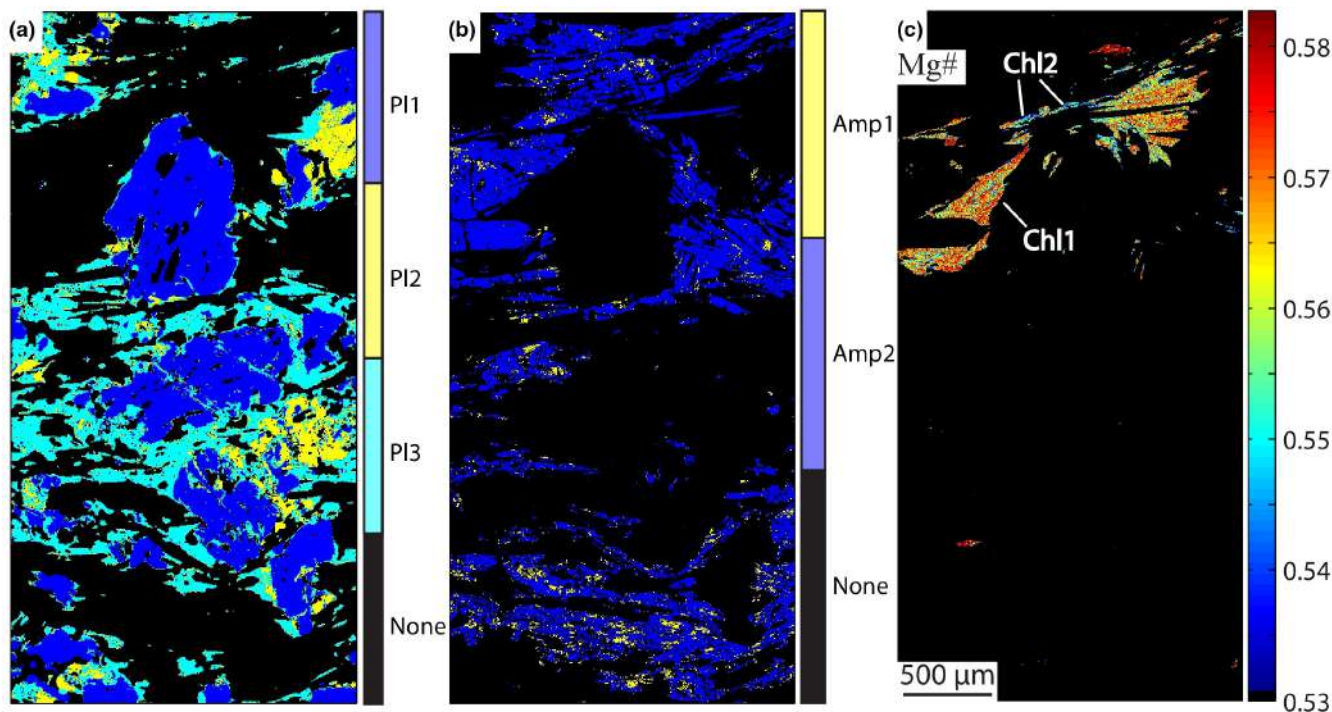 (a)
Pl1
Pl2
Pl3
None
(b)
Amp1
Amp2
None
(c)
Mg#
Chl2
Chl1
500 µm
0.58
0.57
0.56
0.55
0.54
0.53